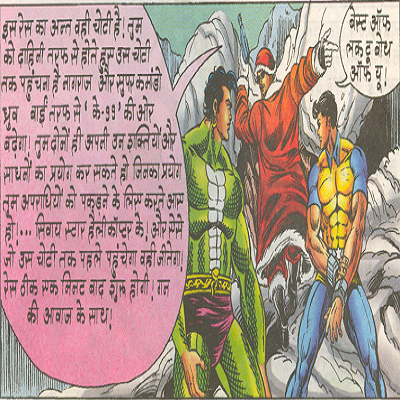 इस रेस का अन्त वही चोटी है, तुम
को दाहिनी तरफ से होते हुए उस चोटी
तक पहुंचना है नागराज और सुपर कमांडो
ध्रुव बाईं तरफ से 'के-99' की ओर
बढ़ेगा! तुम दोनों ही अपनी उन शक्तियों और
साधनों का प्रयोग कर सकते हो जिनका प्रयोग
तुम अपराधियों को पकड़ने के लिए करते आए
हो!... सिवाय स्टार हैलीकॉप्टर के, और ऐसे
जो उस चोटी तक पहले पहुंचेगा वही जीतेगा,
रेस ठीक एक मिनट बाद शुरू होगी, गन
की आवाज के साथ!
बेस्ट ऑफ
लक टू बोथ
ऑफ यू!